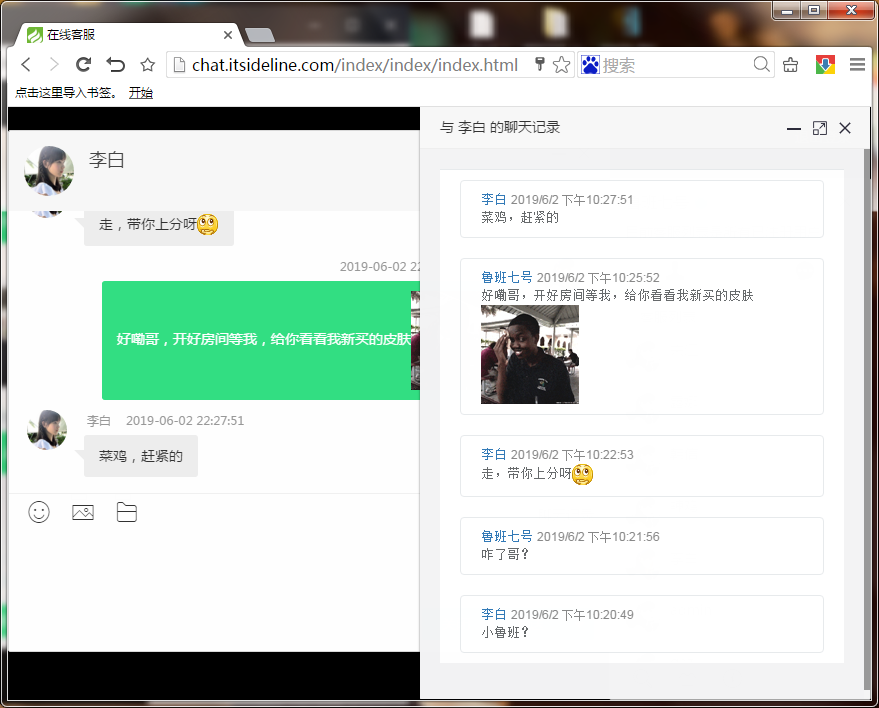 在线客服
chat.itsideline.com/index/index/index.html
搜索
点击这里导入书签。 开始
李白
走，带你上分呀
2019-06-02 22
好嘞哥，开好房间等我，给你看看我新买的皮肤
李白 2019-06-02 22:27:51
菜鸡，赶紧的
与 李白 的聊天记录
李白 2019/6/2 下午10:27:51
菜鸡，赶紧的
鲁班七号 2019/6/2 下午10:25:52
好嘞哥，开好房间等我，给你看看我新买的皮肤
李白 2019/6/2 下午10:22:53
走，带你上分呀
鲁班七号 2019/6/2 下午10:21:56
咋了哥？
李白 2019/6/2 下午10:20:49
小鲁班？